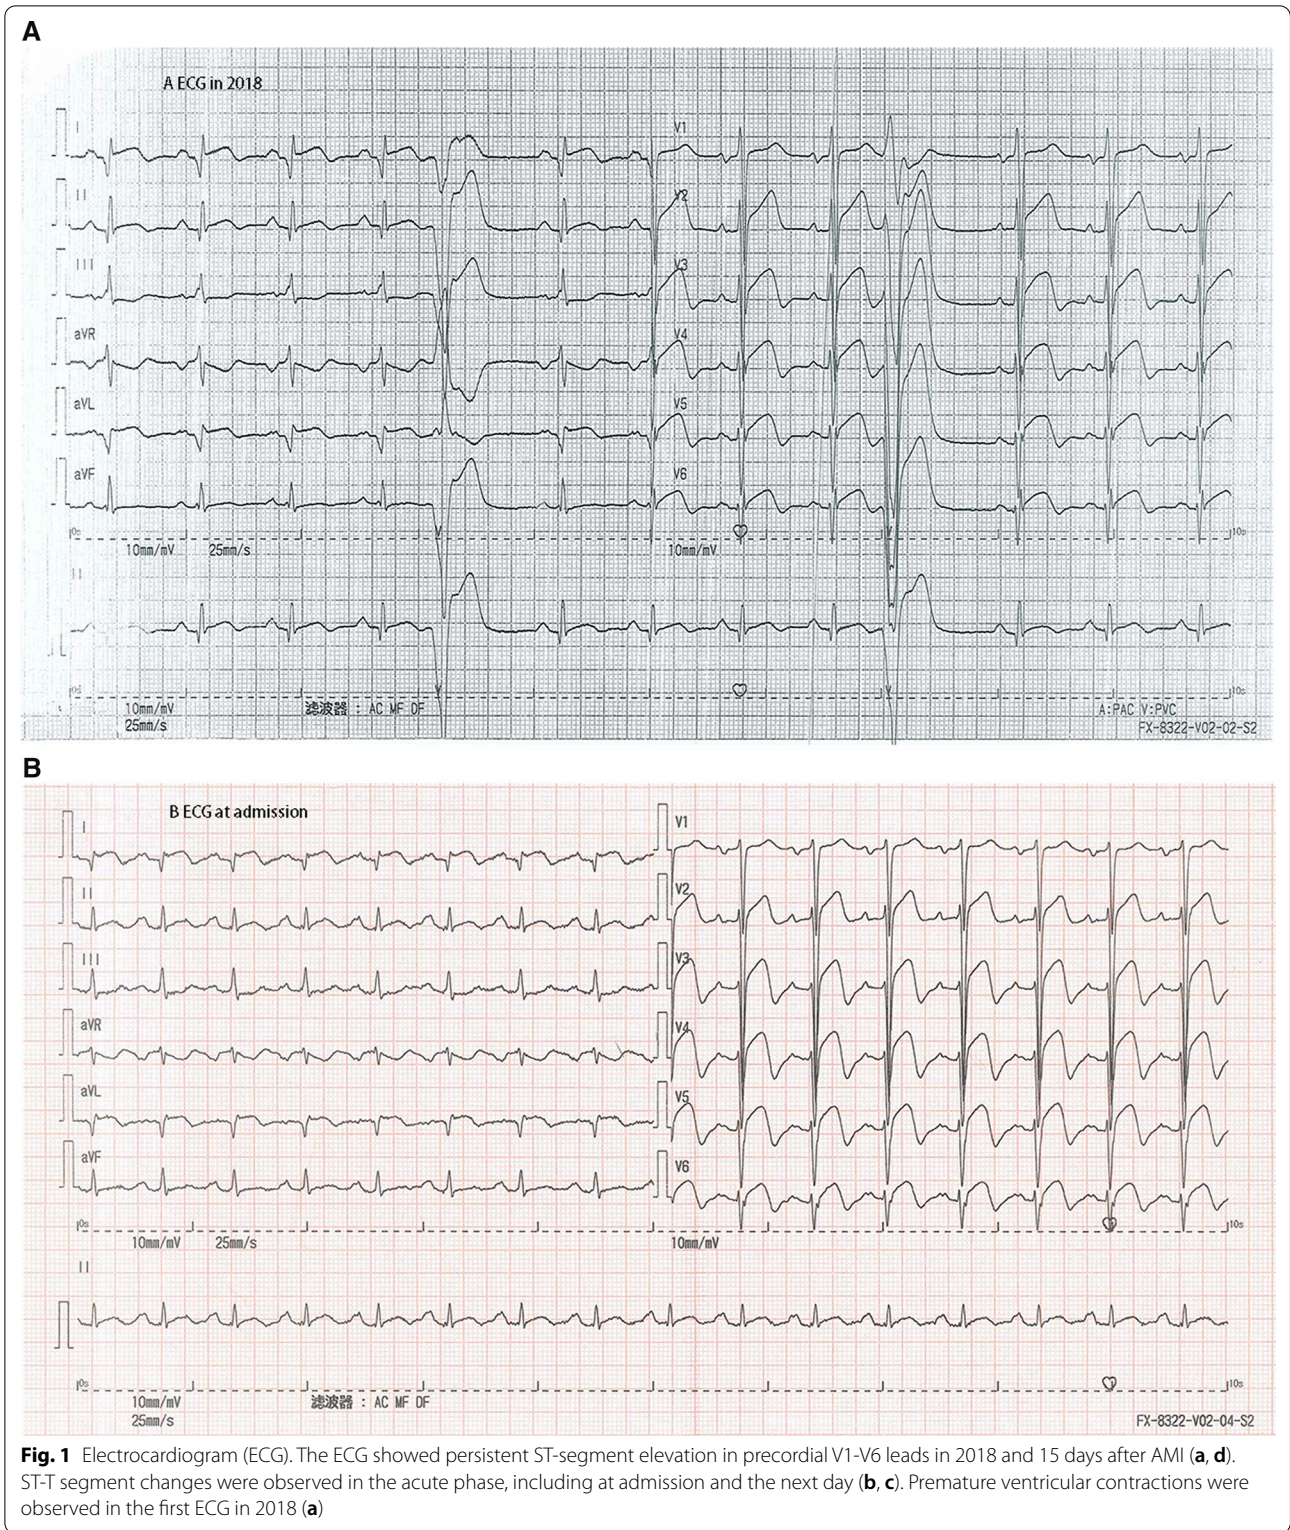 A
A ECG in 2018
I
V1
II
V2
III
V3
aVR
V4
aVL
V5
aVF
V6
0s
10s
10mm/mV 25mm/s 10mm/mV
V V
II
0s
10s
V V
10mm/mV 滤波器 : AC MF DF A:PAC V:PVC
25mm/s FX-8322-V02-02-S2
B
B ECG at admission
I
V1
II
V2
III
V3
aVR
V4
aVL
V5
aVF
V6
0s
10s
10mm/mV 25mm/s 10mm/mV
II
0s
10s
10mm/mV 滤波器 : AC MF DF
25mm/s FX-8322-V02-04-S2
Fig. 1 Electrocardiogram (ECG). The ECG showed persistent ST-segment elevation in precordial V1-V6 leads in 2018 and 15 days after AMI (a, d).
ST-T segment changes were observed in the acute phase, including at admission and the next day (b, c). Premature ventricular contractions were
observed in the first ECG in 2018 (a)